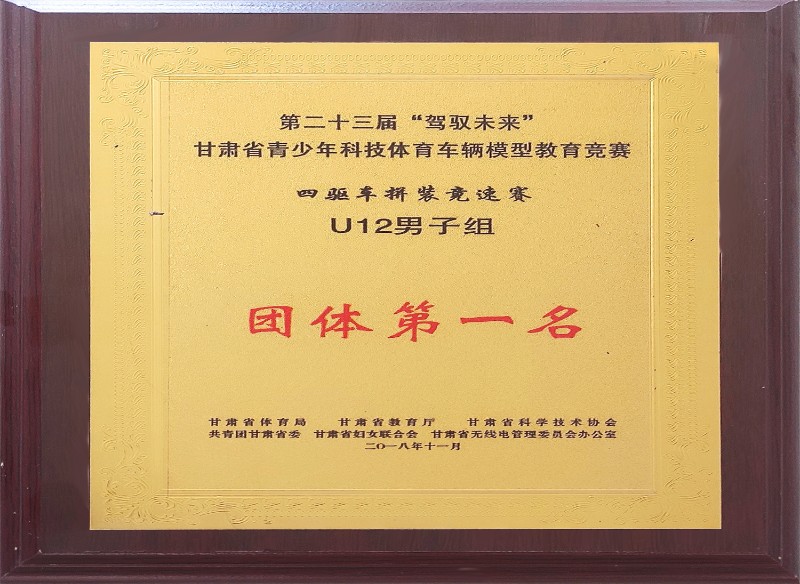 第二十三届“驾驭未来”
甘肃省青少年科技体育车辆模型教育竞赛
四驱车拼装竞速赛
U12男子组
团体第一名
甘肃省体育局 甘肃省教育厅 甘肃省科学技术协会
共青团甘肃省委 甘肃省妇女联合会 甘肃省无线电管理委员会办公室
二〇一八年十一月